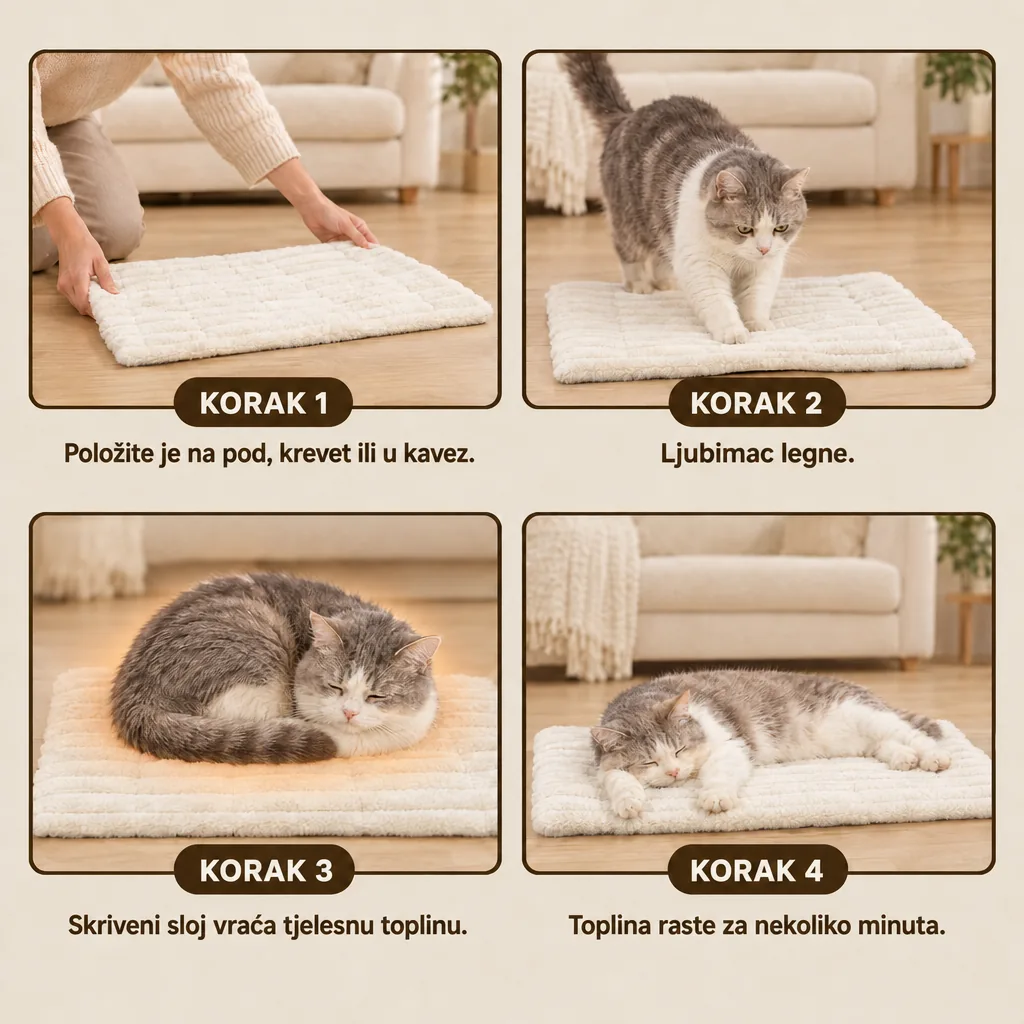 KORAK 1
Položite je na pod, krevet ili u kavez.
KORAK 2
Ljubimac legne.
KORAK 3
Skriveni sloj vraća tjelesnu toplinu.
KORAK 4
Toplina raste za nekoliko minuta.